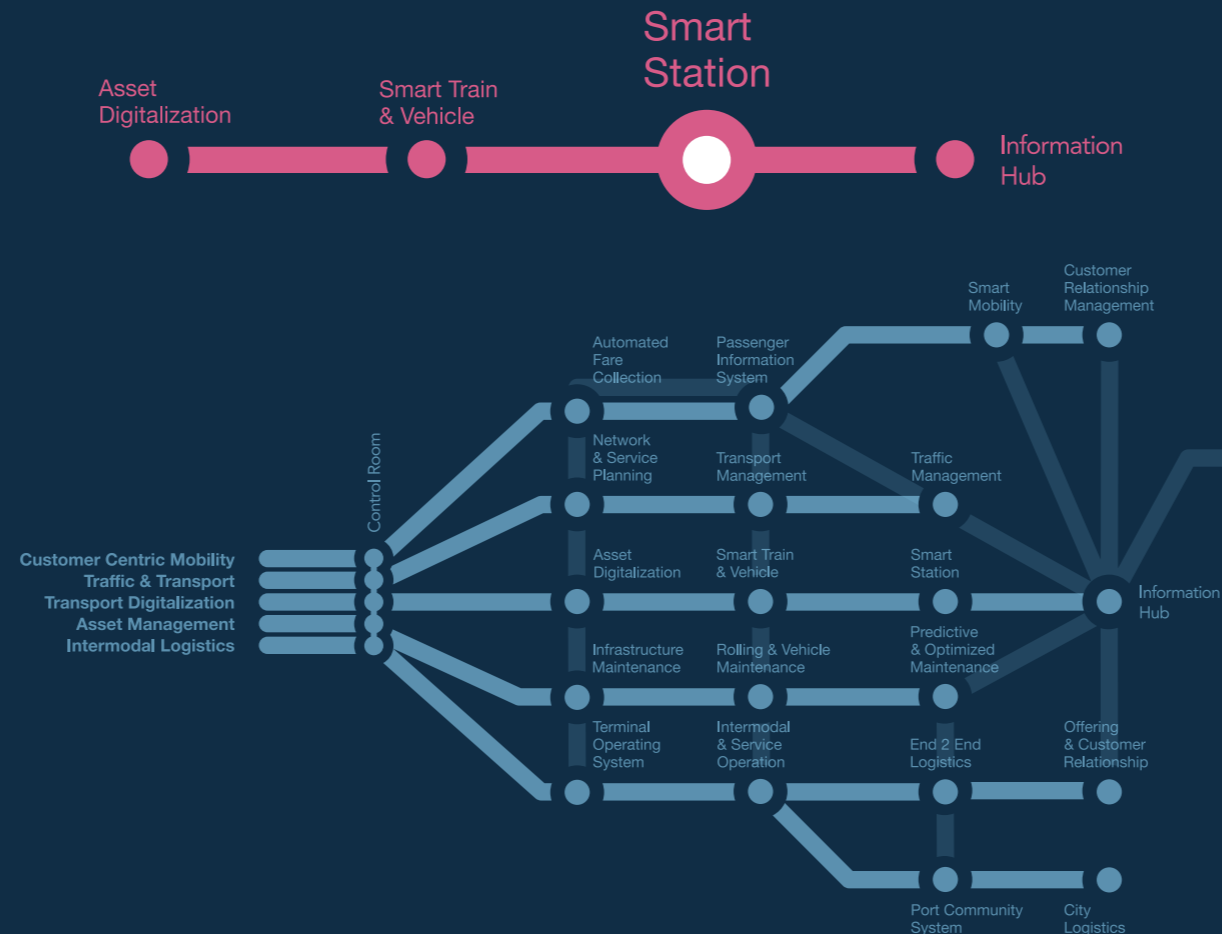 Smart
Station
Asset
Digitalization
Smart Train
& Vehicle
Information
Hub
Customer
Relationship
Management
Smart
Mobility
Automated
Fare
Collection
Passenger
Information
System
Control Room
Network
& Service
Planning
Transport
Management
Traffic
Management
Customer Centric Mobility
Traffic & Transport
Transport Digitalization
Asset Management
Intermodal Logistics
Asset
Digitalization
Smart Train
& Vehicle
Smart
Station
Information
Hub
Infrastructure
Maintenance
Rolling & Vehicle
Maintenance
Predictive
& Optimized
Maintenance
Terminal
Operating
System
Intermodal
& Service
Operation
End 2 End
Logistics
Offering
& Customer
Relationship
Port Community
System
City
Logistics